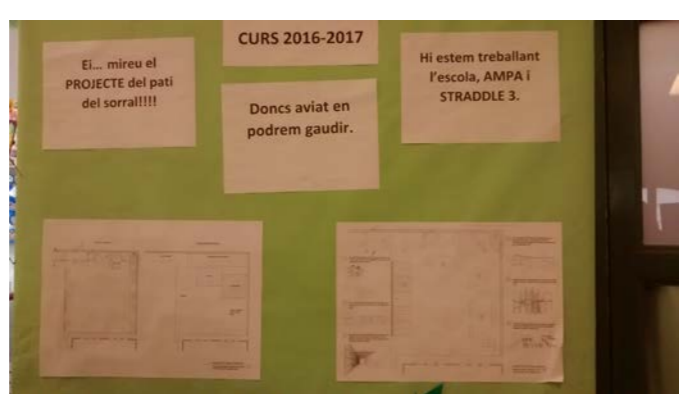 CURS 2016-2017
Ei... mireu el
PROJECTE del pati
del sorral!!!!
Doncs aviat en
podrem gaudir.
Hi estem treballant
l'escola, AMPA i
STRADDLE 3.